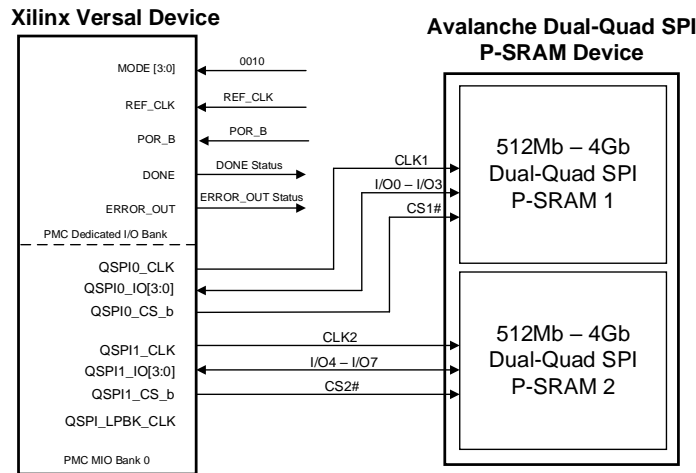 Xilinx Versal Device
Avalanche Dual-Quad SPI
P-SRAM Device
MODE [3:0]
0010
REF_CLK
REF_CLK
POR_B
POR_B
DONE
DONE Status
ERROR_OUT
ERROR_OUT Status
PMC Dedicated I/O Bank
QSPI0_CLK
QSPI0_IO[3:0]
QSPI0_CS_b
QSPI1_CLK
QSPI1_IO[3:0]
QSPI1_CS_b
QSPI_LPBK_CLK
PMC MIO Bank 0
CLK1
I/O0 – I/O3
CS1#
CLK2
I/O4 – I/O7
CS2#
512Mb – 4Gb
Dual-Quad SPI
P-SRAM 1
512Mb – 4Gb
Dual-Quad SPI
P-SRAM 2